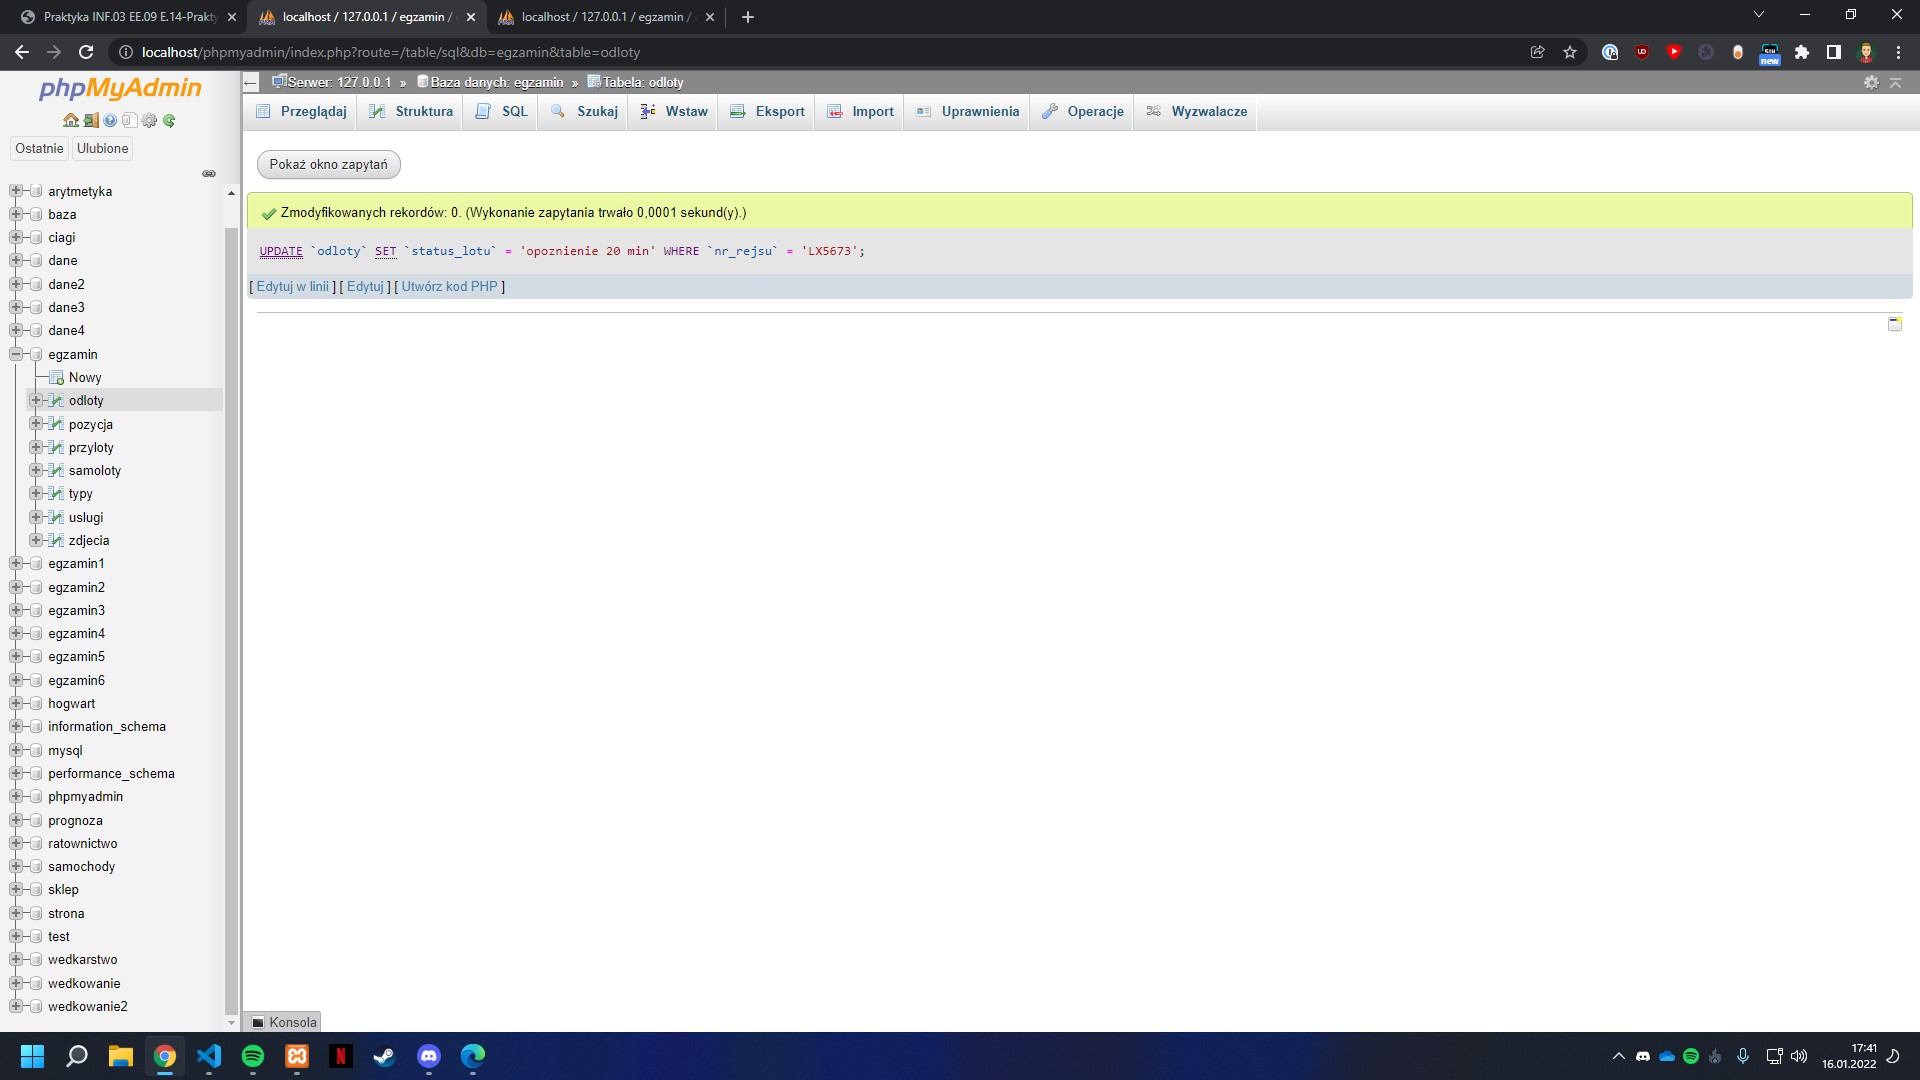 Praktyka INF.03 EE.09 E.14-Prakty
localhost / 127.0.0.1 / egzamin /
localhost / 127.0.0.1 / egzamin /
localhost/phpmyadmin/index.php?route=/table/sql&db=egzamin&table=odloty
new
phpMyAdmin
Ostatnie
Ulubione
arytmetyka
baza
ciagi
dane
dane2
dane3
dane4
egzamin
Nowy
odloty
pozycja
przyloty
samoloty
typy
uslugi
zdjecia
egzamin1
egzamin2
egzamin3
egzamin4
egzamin5
egzamin6
hogwart
information_schema
mysql
performance_schema
phpmyadmin
prognoza
ratownictwo
samochody
sklep
strona
test
wedkarstwo
wedkowanie
wedkowanie2
Serwer: 127.0.0.1 » Baza danych: egzamin » Tabela: odloty
Przeglądaj Struktura SQL Szukaj Wstaw Eksport Import Uprawnienia Operacje Wyzwalacze
Pokaż okno zapytań
Zmodyfikowanych rekordów: 0. (Wykonanie zapytania trwało 0,0001 sekund(y).)
UPDATE `odloty` SET `status_lotu` = 'opoznienie 20 min' WHERE `nr_rejsu` = 'LX5673';
[ Edytuj w linii ] [ Edytuj ] [ Utwórz kod PHP ]
Konsola
17:41
16.01.2022